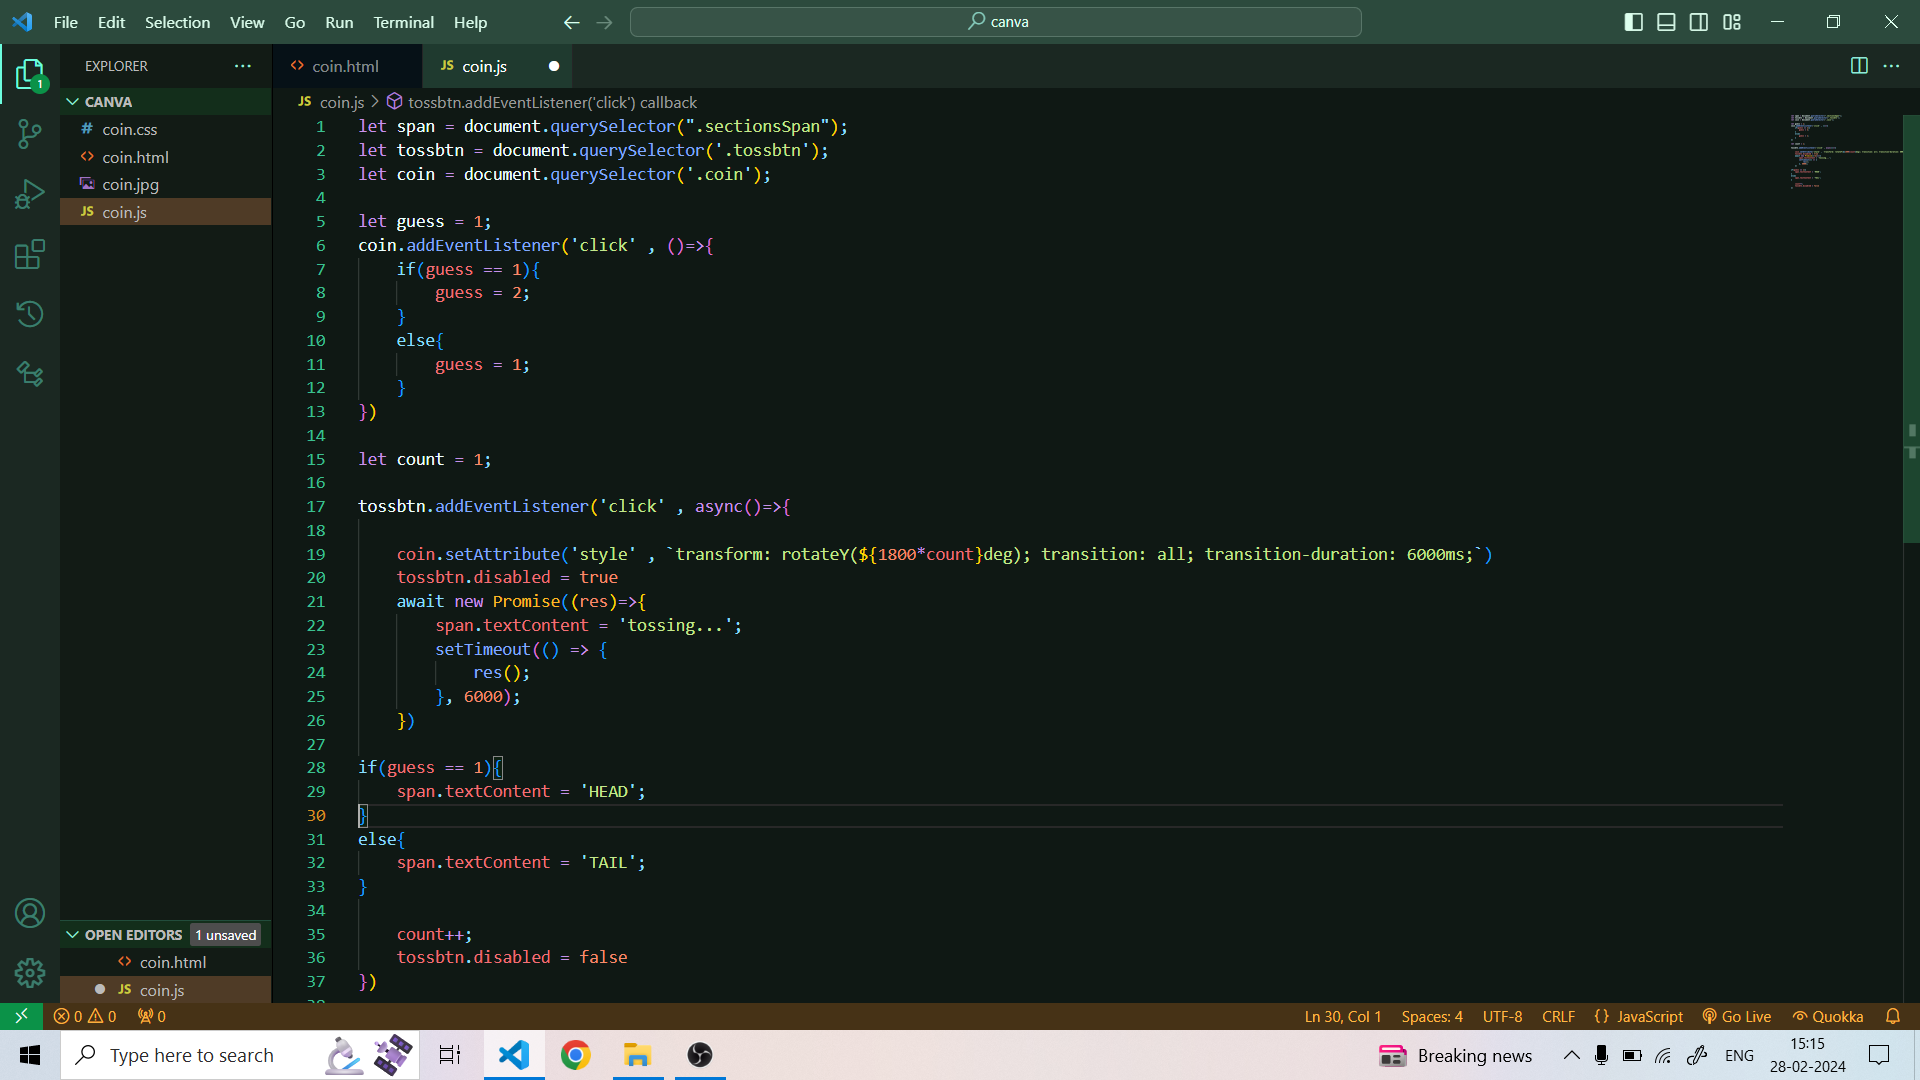 File Edit Selection View Go Run Terminal Help
canva
EXPLORER
CANVA
# coin.css
<> coin.html
coin.jpg
JS coin.js
<> coin.html
JS coin.js
JS coin.js > tossbtn.addEventListener('click') callback
1 let span = document.querySelector(".sectionsSpan");
2 let tossbtn = document.querySelector('.tossbtn');
3 let coin = document.querySelector('.coin');
4
5 let guess = 1;
6 coin.addEventListener('click' , ()=>{
7 if(guess == 1){
8 guess = 2;
9 }
10 else{
11 guess = 1;
12 }
13 })
14
15 let count = 1;
16
17 tossbtn.addEventListener('click' , async()=>{
18
19 coin.setAttribute('style' , `transform: rotateY(${1800*count}deg); transition: all; transition-duration: 6000ms;`)
20 tossbtn.disabled = true
21 await new Promise((res)=>{
22 span.textContent = 'tossing...';
23 setTimeout(() => {
24 res();
25 }, 6000);
26 })
27
28 if(guess == 1){
29 span.textContent = 'HEAD';
30 }
31 else{
32 span.textContent = 'TAIL';
33 }
34
35 count++;
36 tossbtn.disabled = false
37 })
1
OPEN EDITORS 1 unsaved
<> coin.html
JS coin.js
0 0 0
Ln 30, Col 1 Spaces: 4 UTF-8 CRLF {} JavaScript Go Live Quokka
Type here to search
Breaking news
ENG
15:15
28-02-2024